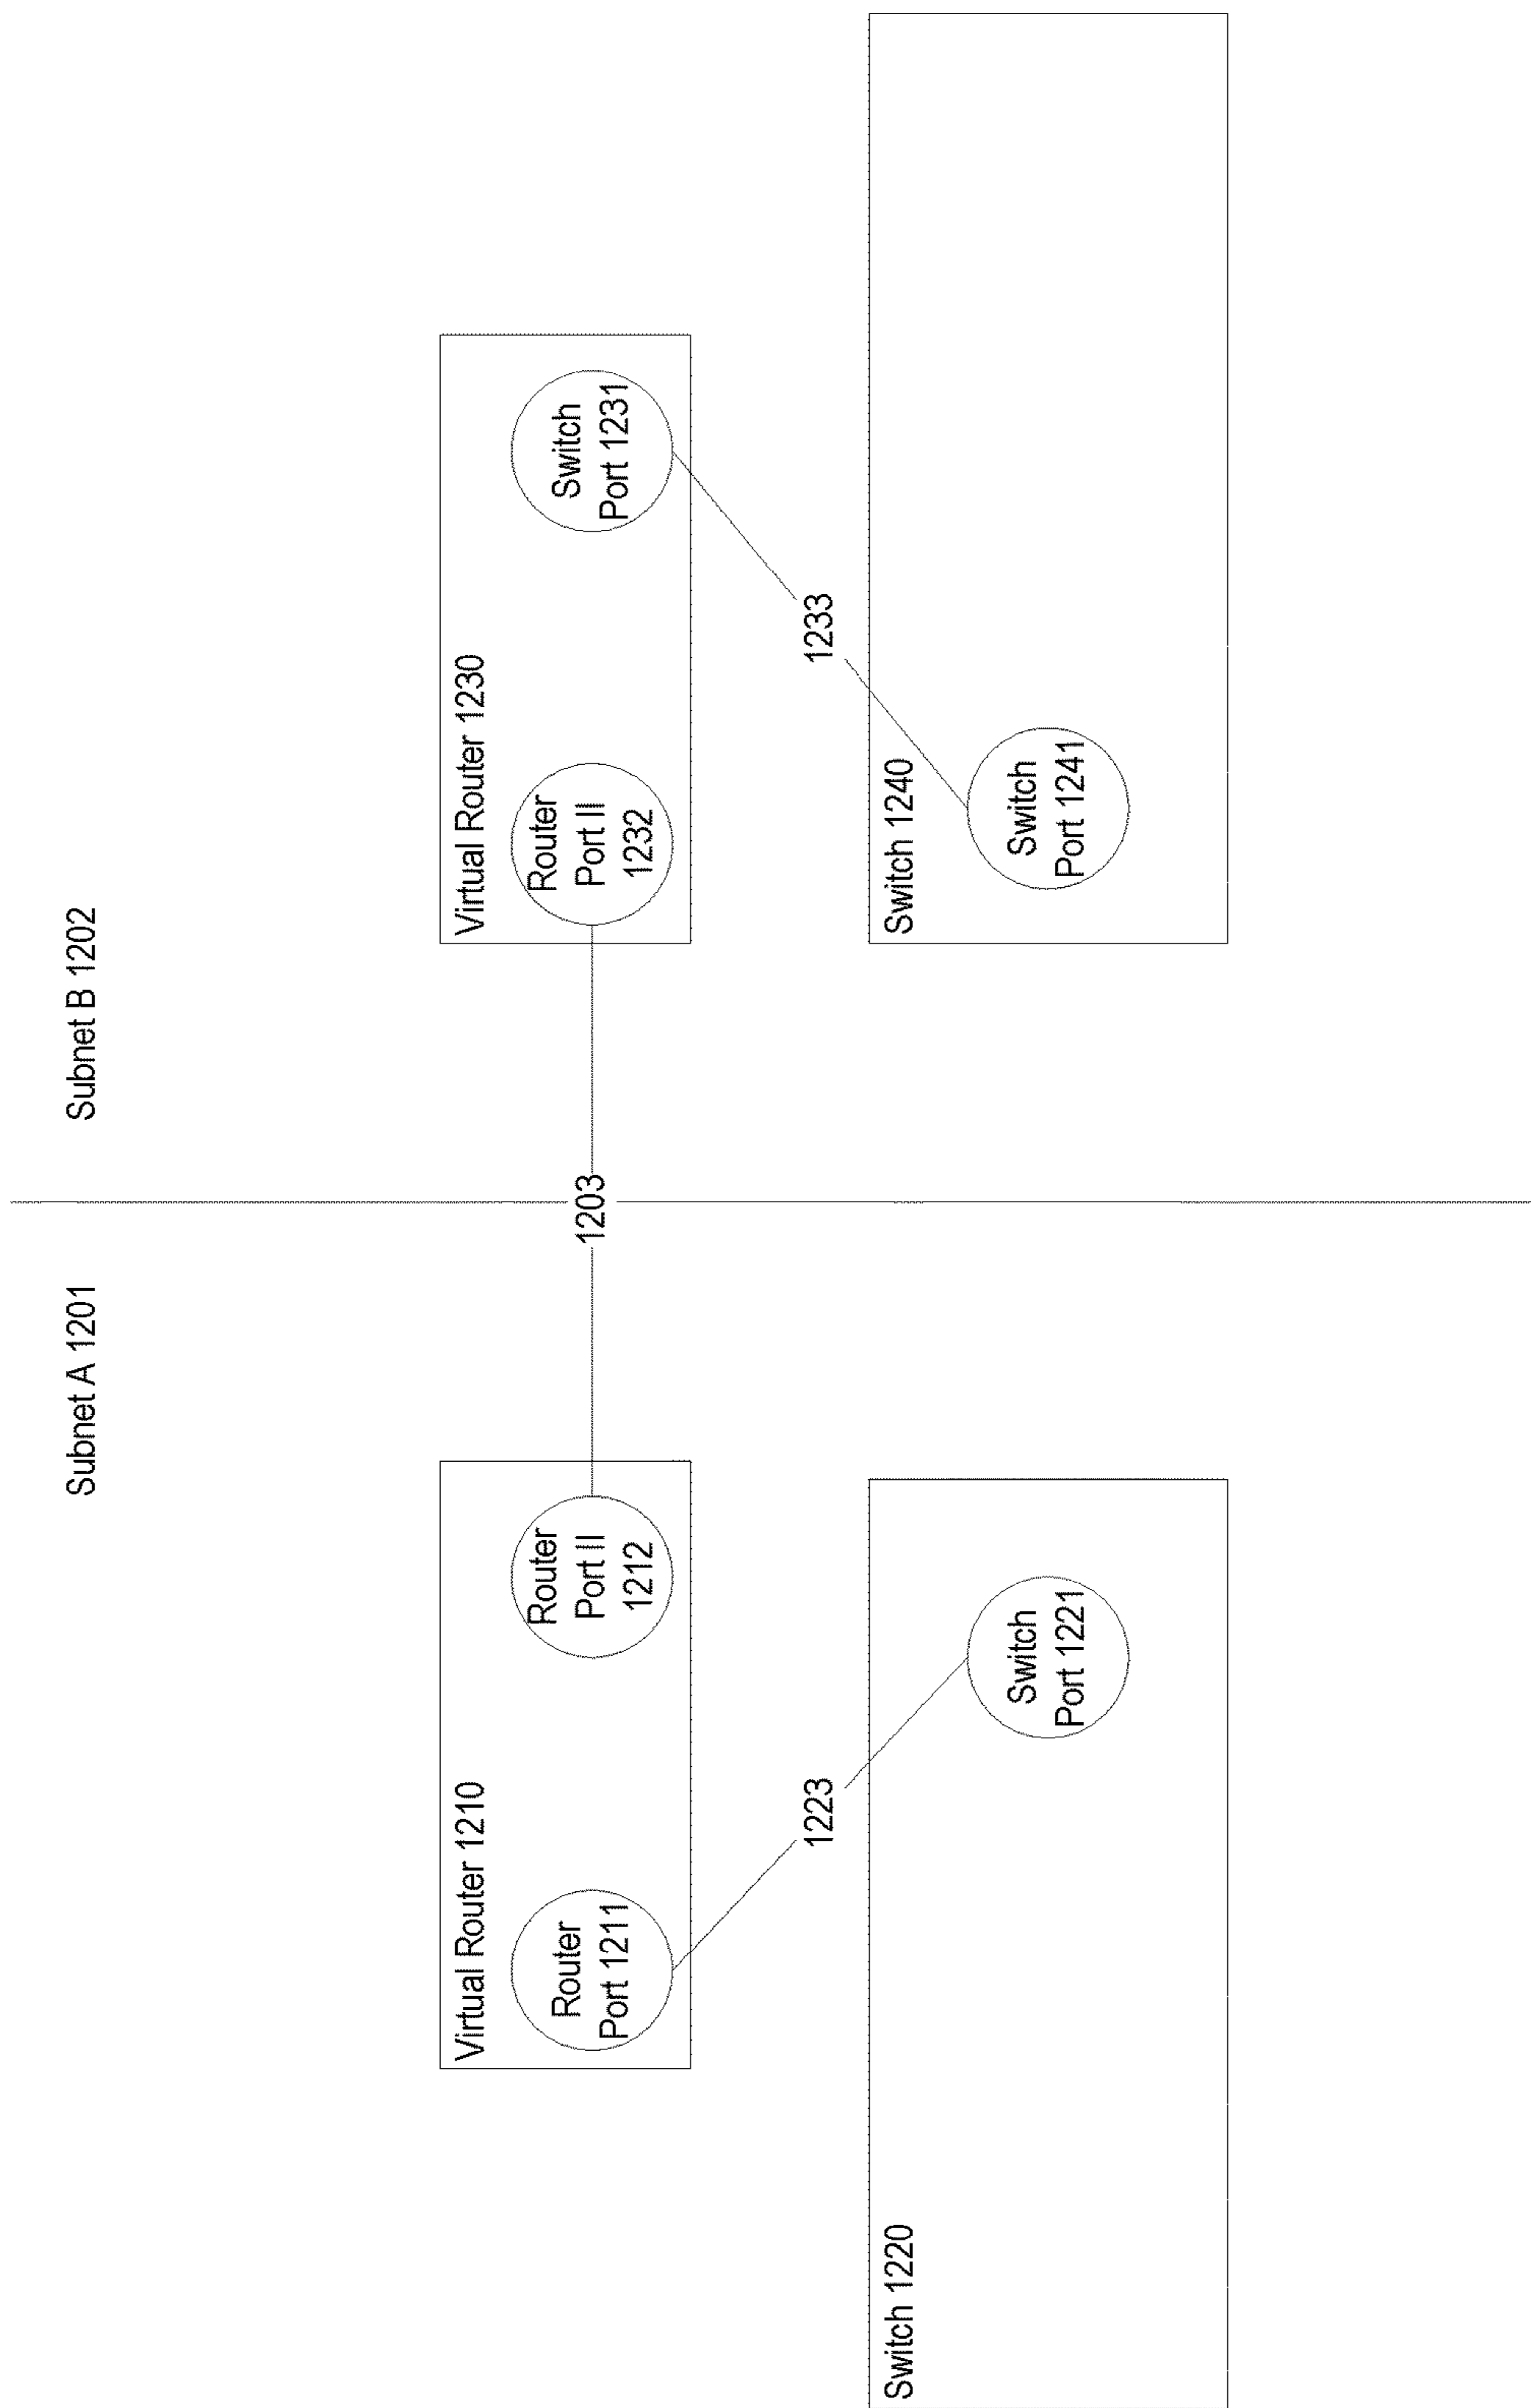 Subnet A 1201
Subnet B 1202
Virtual Router 1210
Router
Port 1211
Router
Port II
1212
1203
Virtual Router 1230
Router
Port II
1232
Switch
Port 1231
1223
1233
Switch 1220
Switch
Port 1221
Switch 1240
Switch
Port 1241